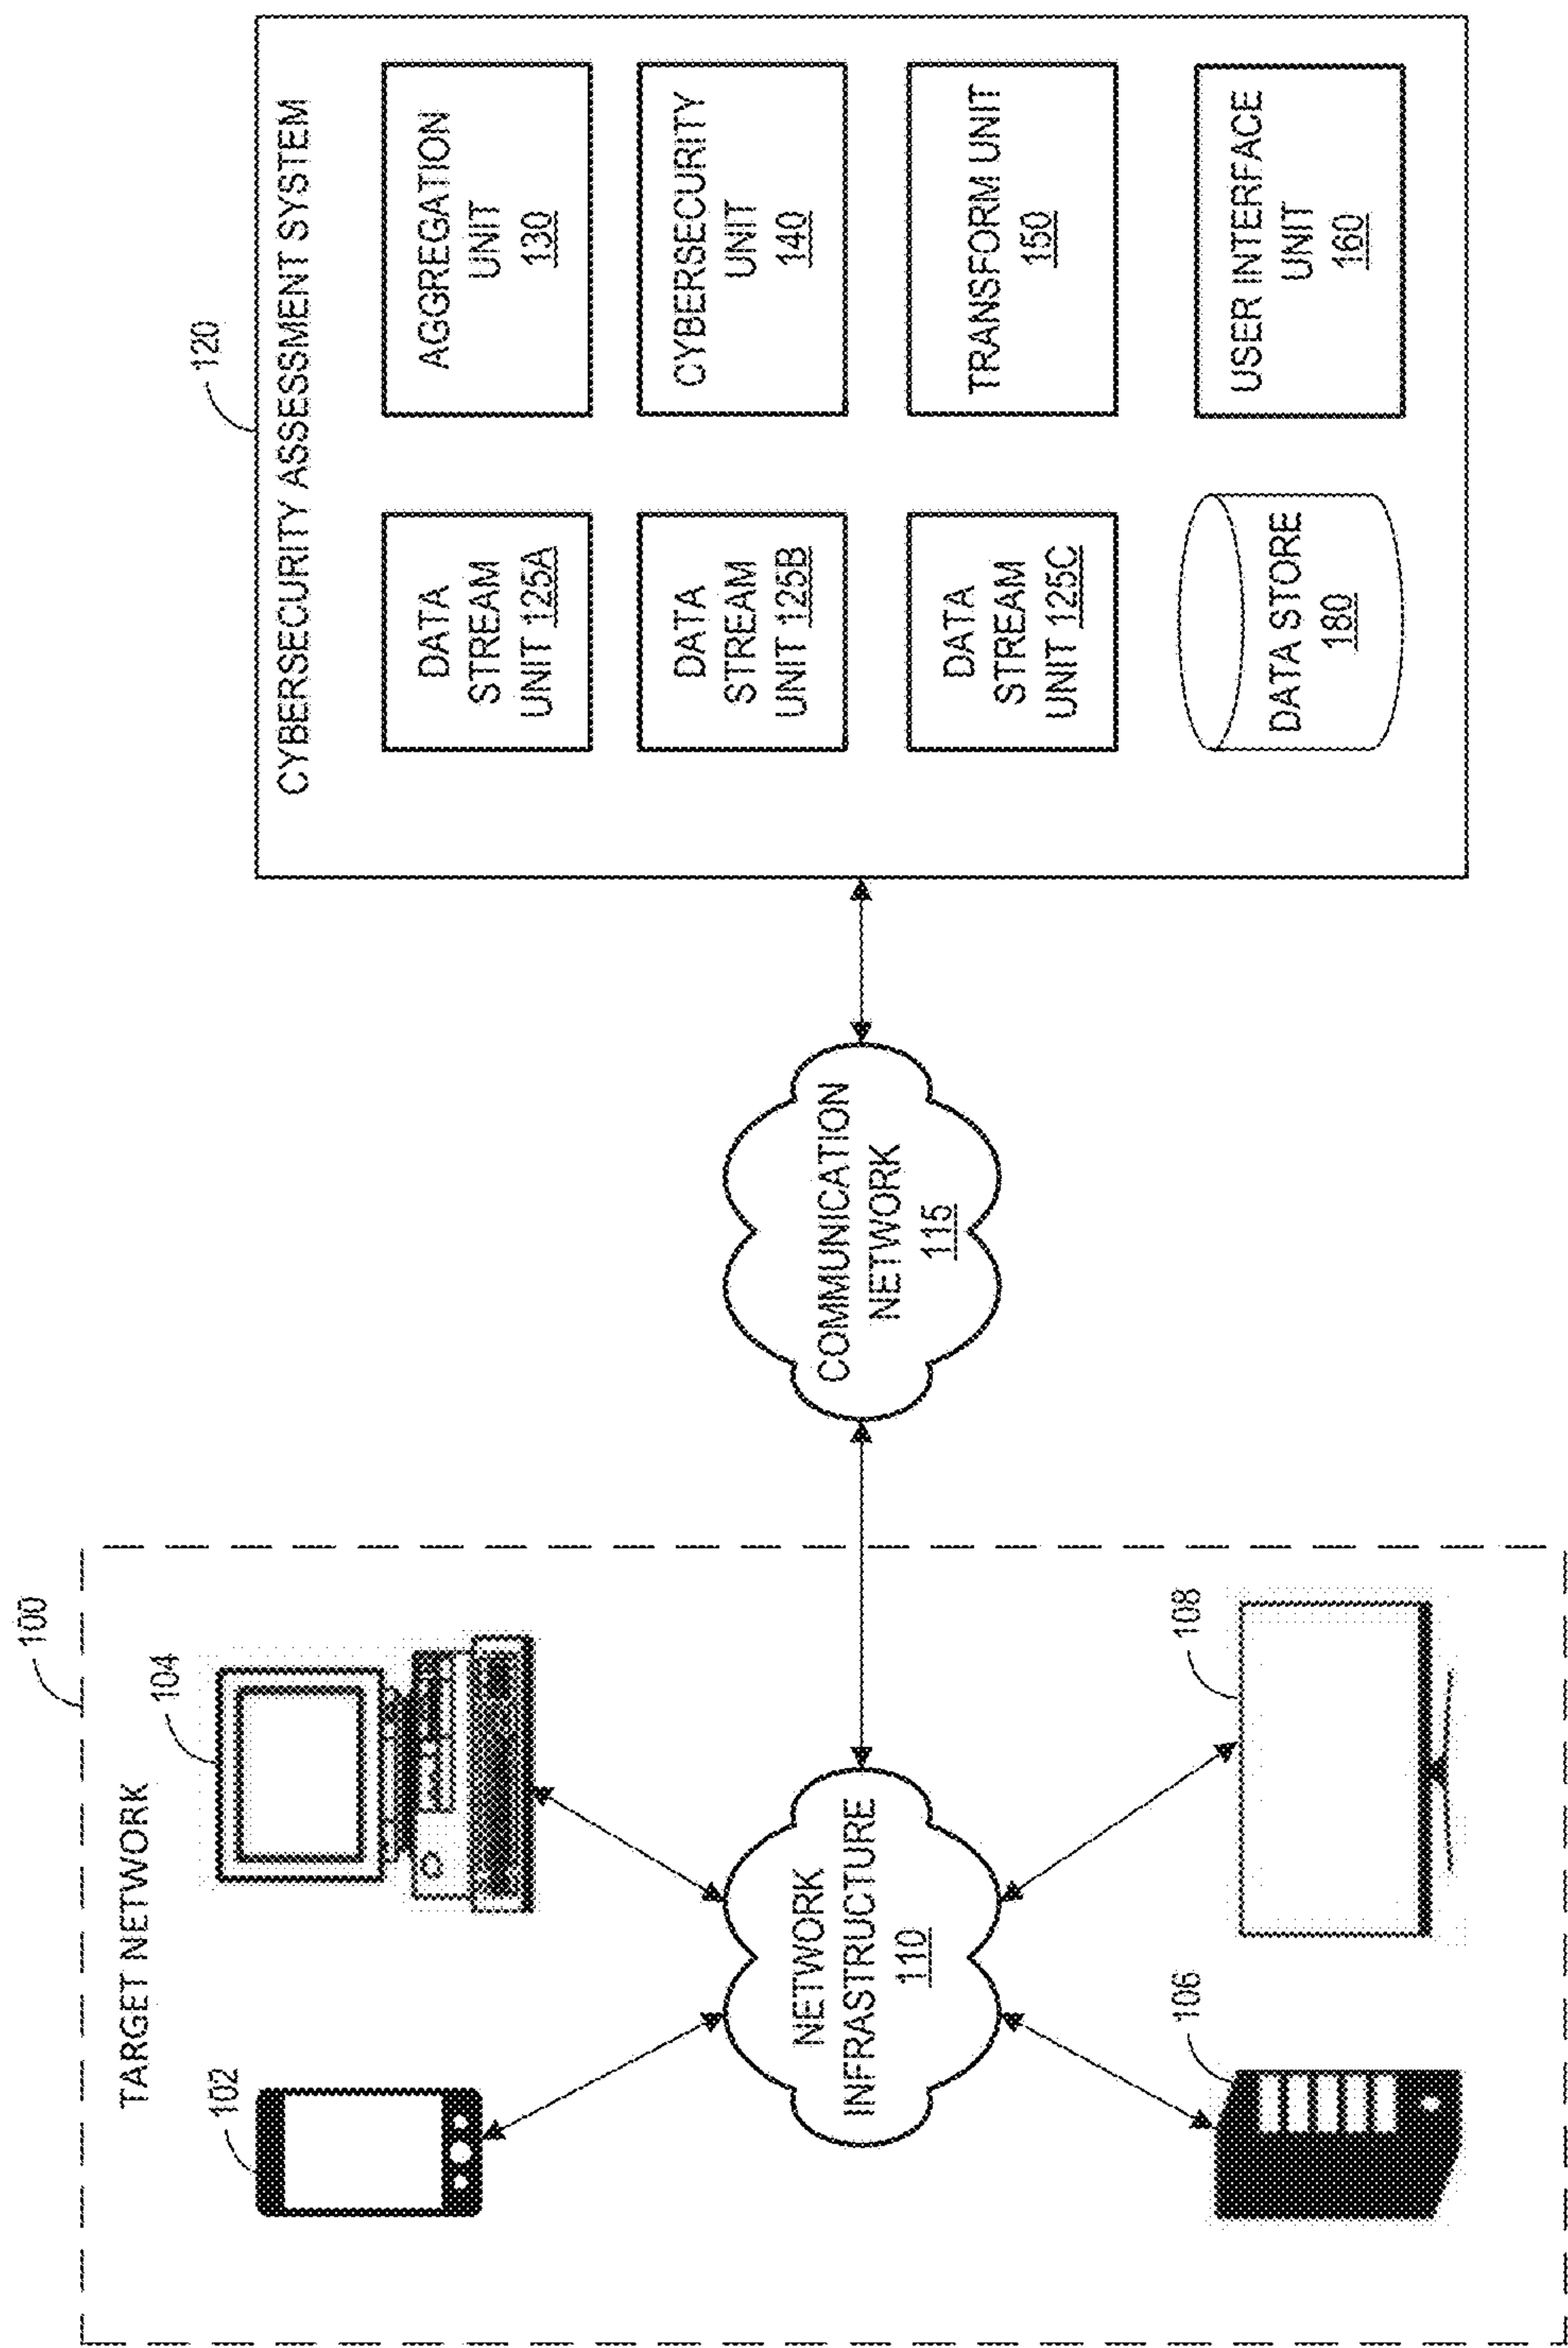 100
TARGET NETWORK
102
104
NETWORK
INFRASTRUCTURE
110
106
108
COMMUNICATION
NETWORK
115
120
CYBERSECURITY ASSESSMENT SYSTEM
DATA
STREAM
UNIT 125A
AGGREGATION
UNIT
130
DATA
STREAM
UNIT 125B
CYBERSECURITY
UNIT
140
DATA
STREAM
UNIT 125C
TRANSFORM UNIT
150
DATA STORE
180
USER INTERFACE
UNIT
160